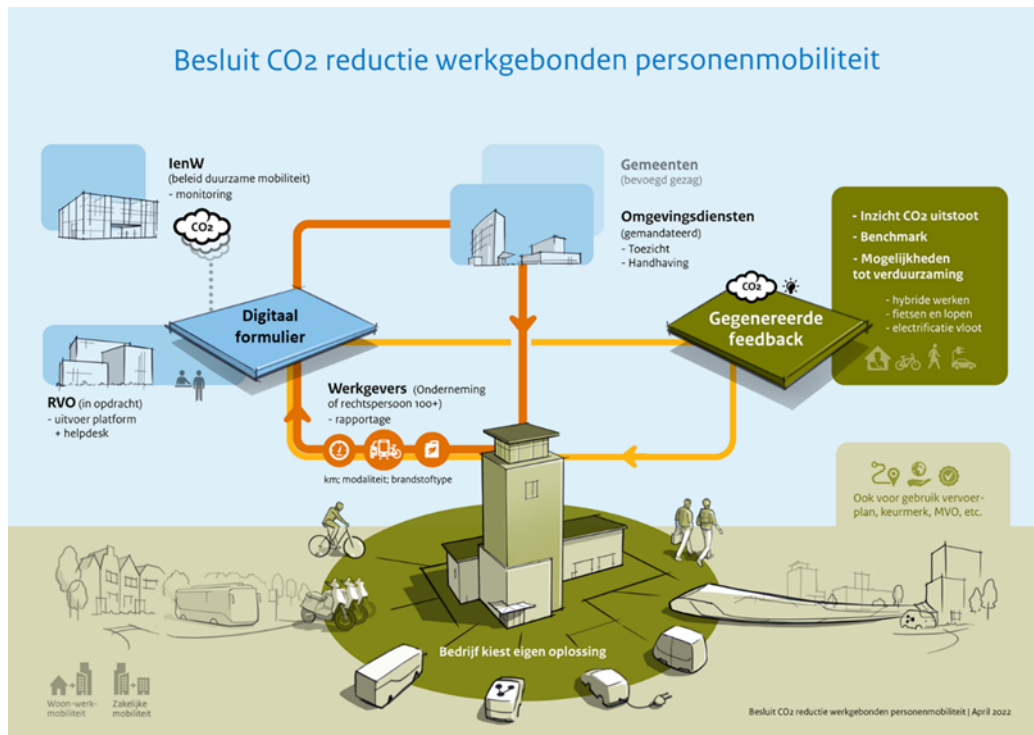 Besluit CO2 reductie werkgebonden personenmobiliteit
IenW
(beleid duurzame mobiliteit)
- monitoring
CO2
Gemeenten
(bevoegd gezag)
Omgevingsdiensten
(gemandateerd)
- Toezicht
- Handhaving
- Inzicht CO2 uitstoot
- Benchmark
- Mogelijkheden
tot verduurzaming
- hybride werken
- fietsen en lopen
- electrificatie vloot
CO2
Digitaal
formulier
Gegenereerde
feedback
RVO (in opdracht)
- uitvoer platform
+ helpdesk
Werkgevers (Onderneming
of rechtspersoon 100+)
- rapportage
km; modaliteit; brandstoftype
Ook voor gebruik vervoer-
plan, keurmerk, MVO, etc.
Bedrijf kiest eigen oplossing
Woon-werk-
mobiliteit
Zakelijke
mobiliteit
Besluit CO2 reductie werkgebonden personenmobiliteit | April 2022